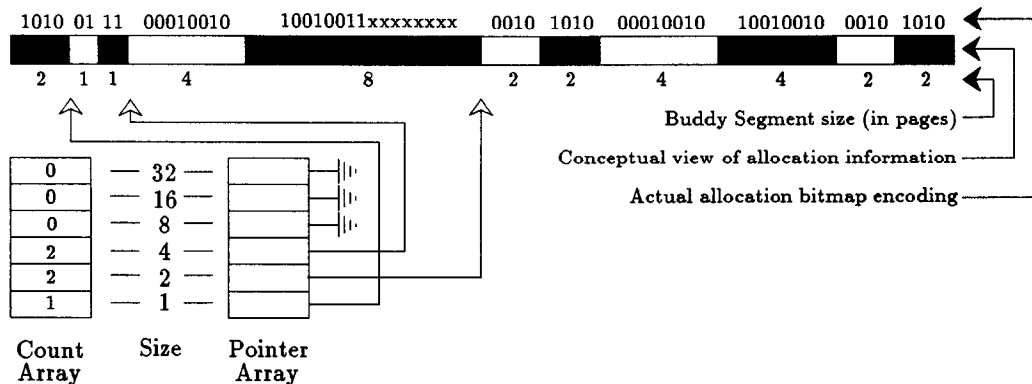 1010 01 11 00010010 10010011xxxxxxxx 0010 1010 00010010 10010010 0010 1010
2 1 1 4 8 2 2 4 4 2 2
Buddy Segment size (in pages)
Conceptual view of allocation information
Actual allocation bitmap encoding
0 — 32 —
0 — 16 —
0 — 8 —
2 — 4 —
2 — 2 —
1 — 1 —
Count Array
Size
Pointer Array